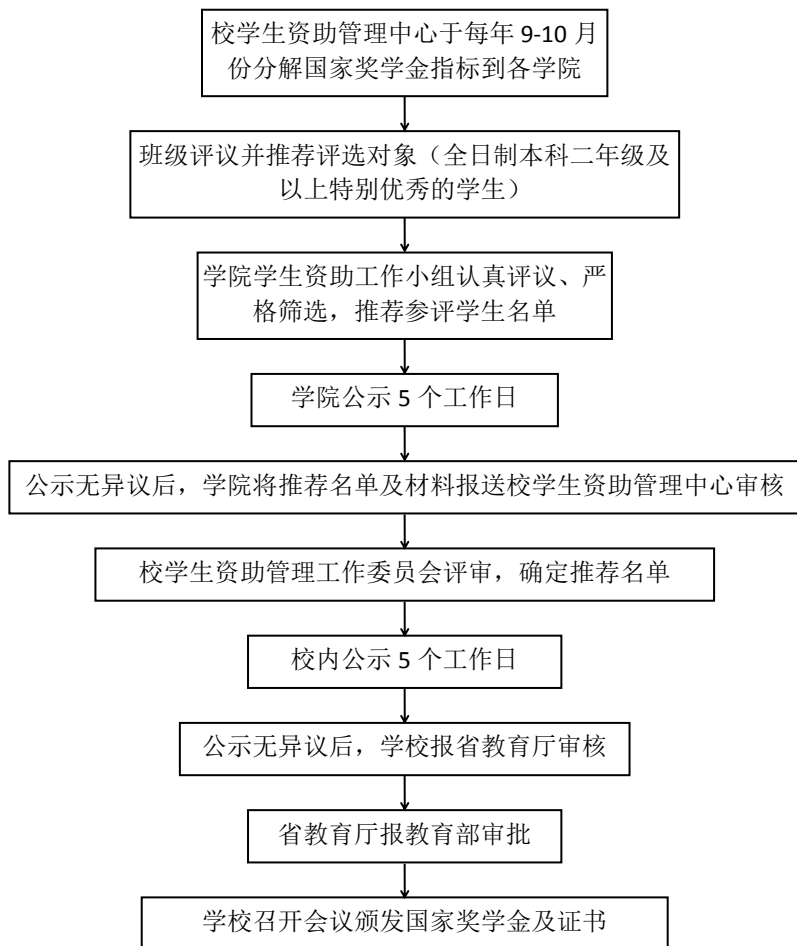 校学生资助管理中心于每年 9-10 月
份分解国家奖学金指标到各学院
班级评议并推荐评选对象（全日制本科二年级及
以上特别优秀的学生）
学院学生资助工作小组认真评议、严
格筛选，推荐参评学生名单
学院公示 5 个工作日
公示无异议后，学院将推荐名单及材料报送校学生资助管理中心审核
校学生资助管理工作委员会评审，确定推荐名单
校内公示 5 个工作日
公示无异议后，学校报省教育厅审核
省教育厅报教育部审批
学校召开会议颁发国家奖学金及证书